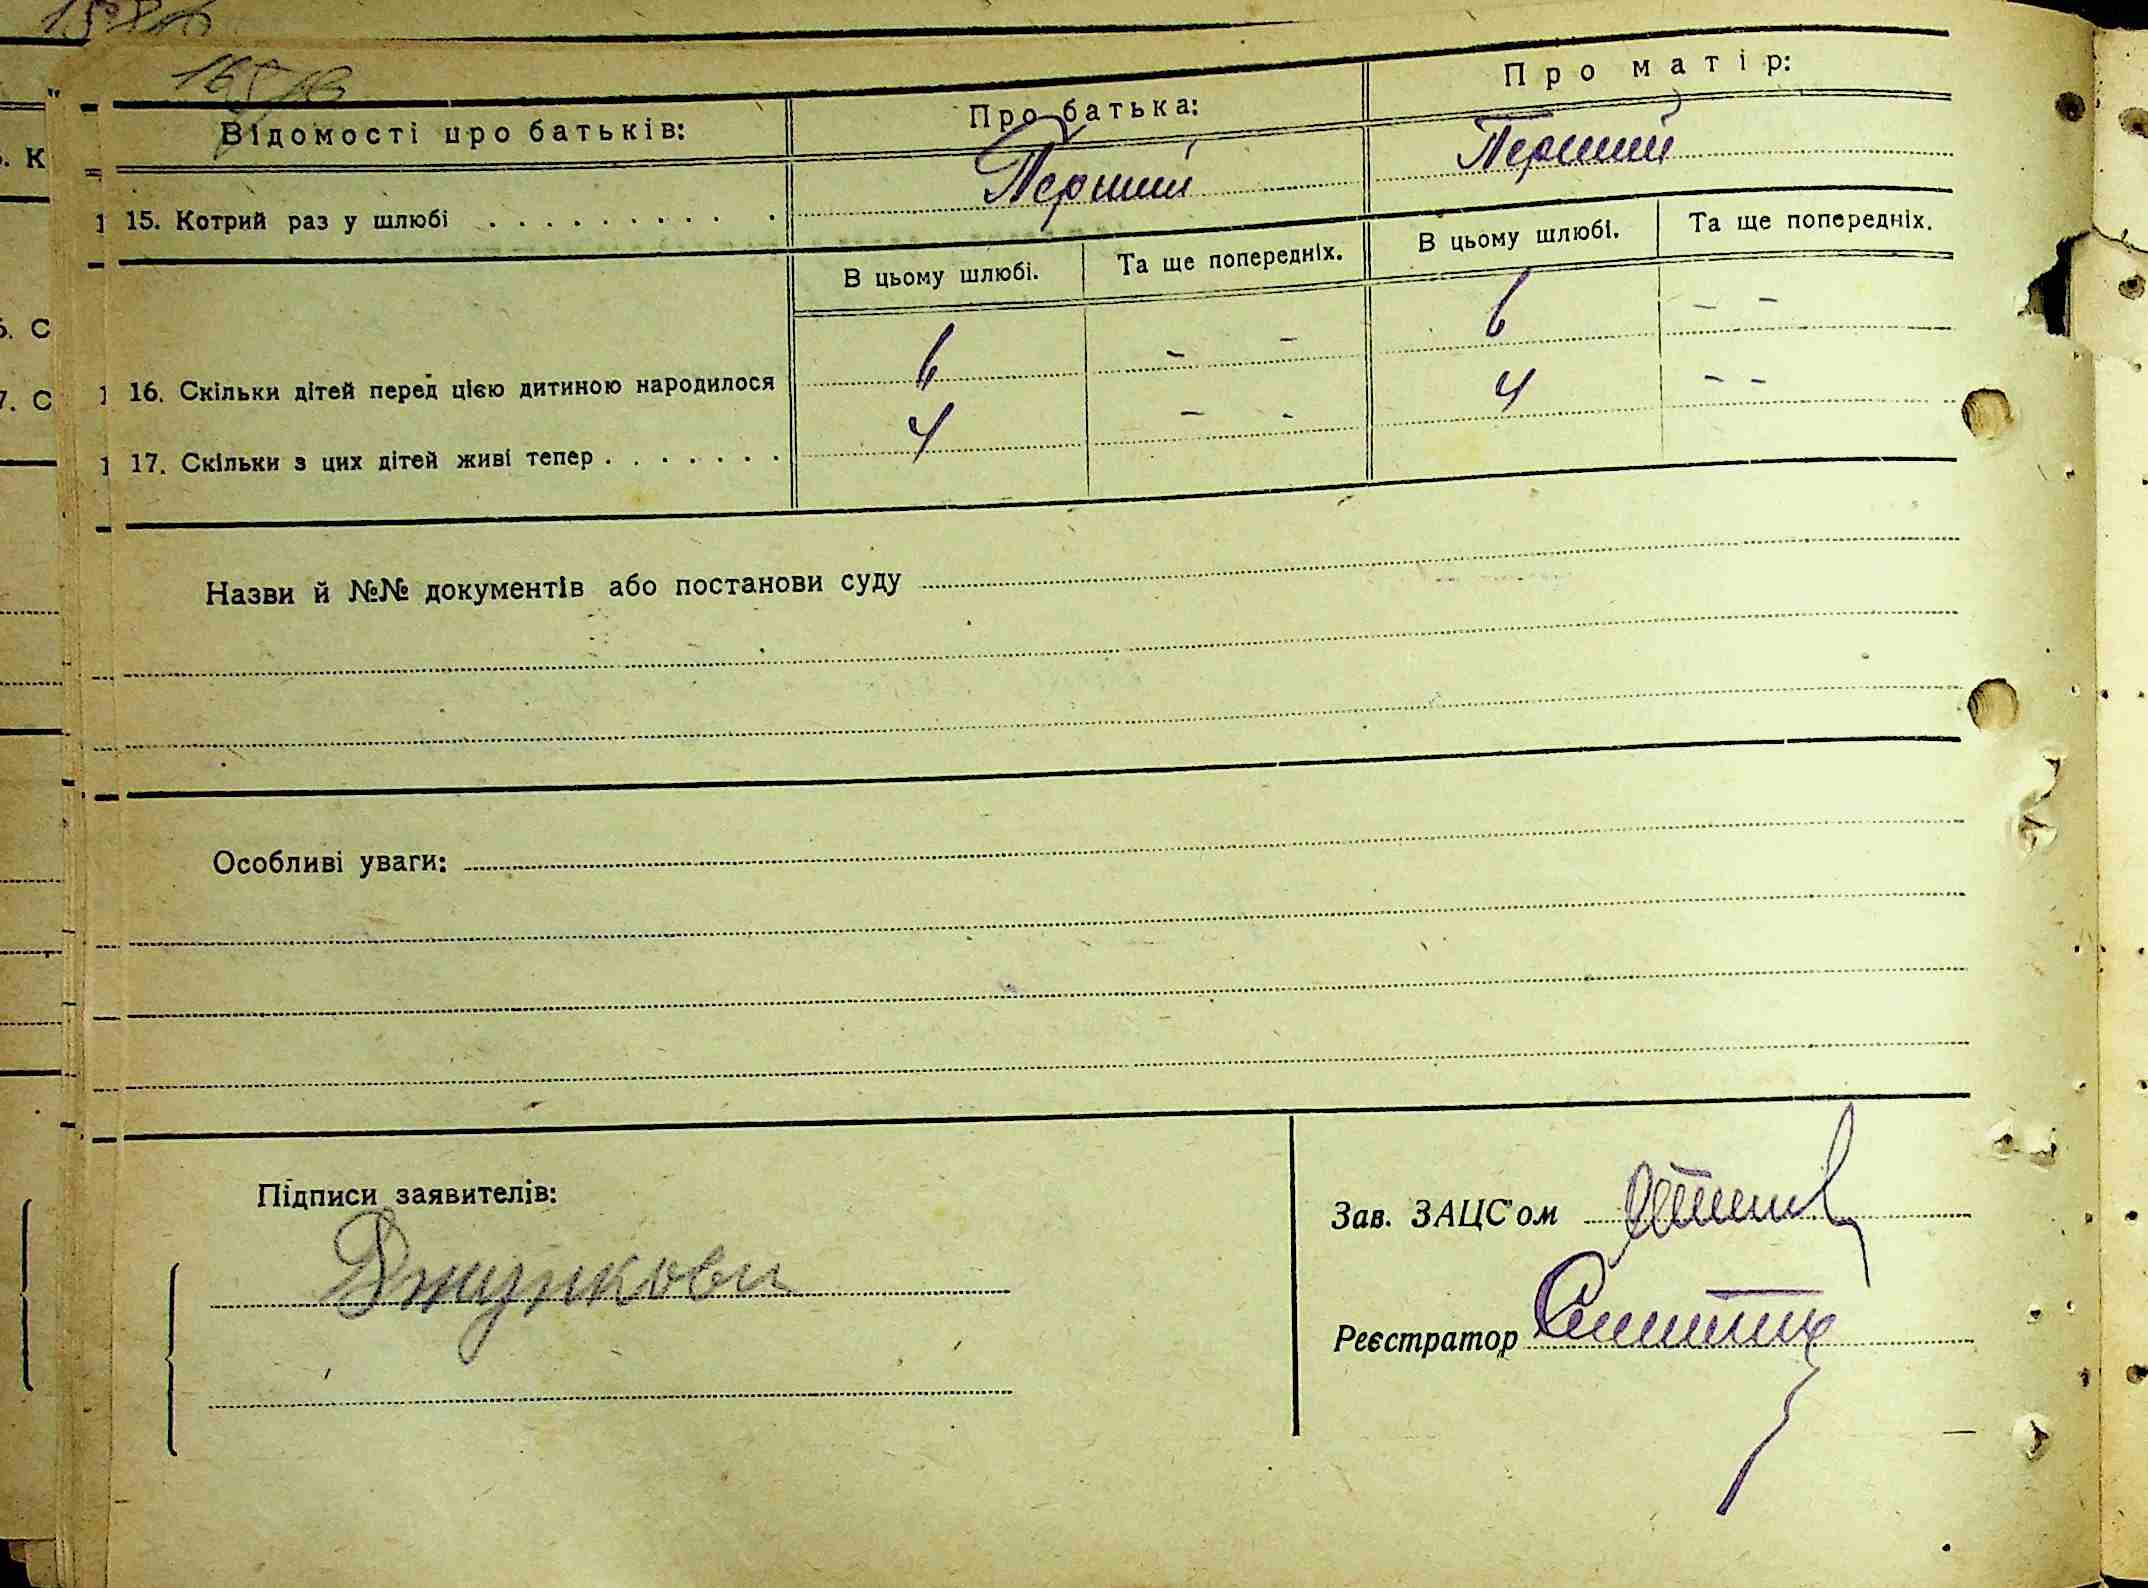 Відомості про батьків:
Про батька:
Про матір:
15. Котрий раз у шлюбі . . . . . . . . . .
Перший
Перший
В цьому шлюбі.
Та ще попередніх.
В цьому шлюбі.
Та ще попередніх.
16. Скільки дітей перед цією дитиною народилося
6
- -
6
- -
17. Скільки з цих дітей живі тепер . . . . . . .
4
- -
4
- -
Назви й №№ документів або постанови суду
Особливі уваги:
Підписи заявителів:
Зав. ЗАЦС'ом
Реєстратор